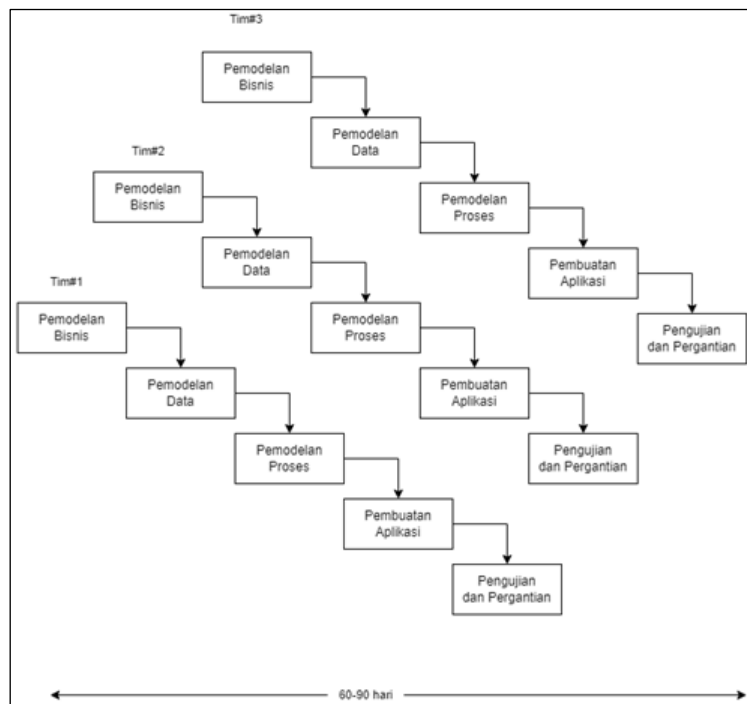 Tim#3
Pemodelan
Bisnis
Pemodelan
Data
Pemodelan
Proses
Pembuatan
Aplikasi
Pengujian
dan Pergantian
Tim#2
Pemodelan
Bisnis
Pemodelan
Data
Pemodelan
Proses
Pembuatan
Aplikasi
Pengujian
dan Pergantian
Tim#1
Pemodelan
Bisnis
Pemodelan
Data
Pemodelan
Proses
Pembuatan
Aplikasi
Pengujian
dan Pergantian
60-90 hari